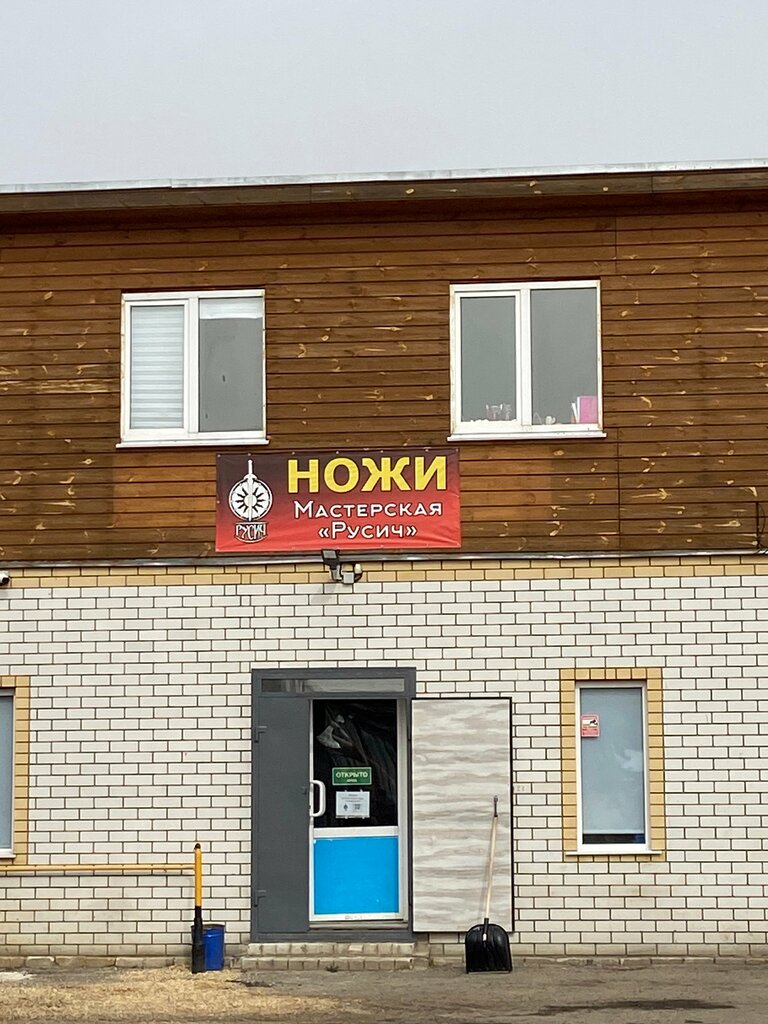 НОЖИ
Мастерская
«Русич»
РУСИЧ
ОТКРЫТО